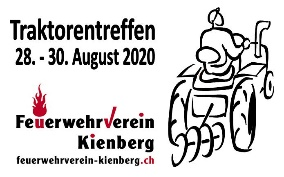 Traktorentreffen
28. - 30. August 2020
FeuerwehrVerein
Kienberg
feuerwehrverein-kienberg.ch